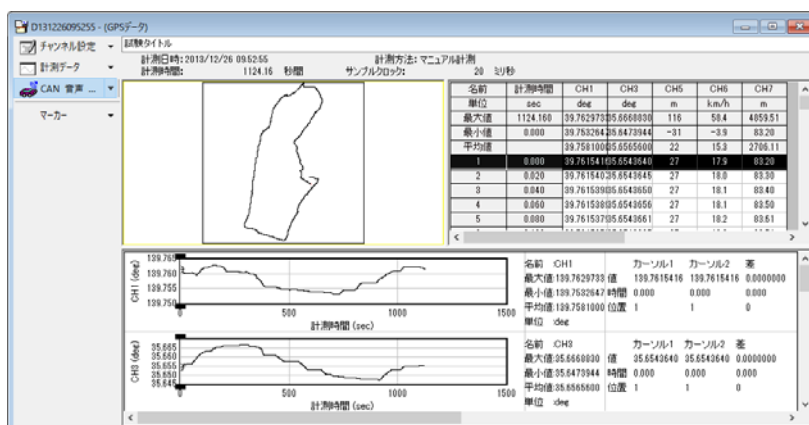 D131226095255 - (GPSデータ)
チャンネル設定
計測データ
CAN 音声 ...
マーカー
試験タイトル
計測日時: 2013/12/26 09:52:55 計測方法: マニュアル計測
計測時間: 1124.16 秒間 サンプルクロック: 20 ミリ秒
名前 計測時間 CH1 CH3 CH5 CH6 CH7
単位 sec deg deg m km/h m
最大値 1124.160 39.7629733 35.6668830 116 58.4 4859.51
最小値 0.000 39.7532647 35.6473944 -31 -3.9 83.20
平均値 39.7581000 35.6565600 22 15.3 2706.11
1 0.000 39.7615416 35.6543640 27 17.9 83.20
2 0.020 39.7615403 35.6543645 27 18.0 83.30
3 0.040 39.7615390 35.6543650 27 18.1 83.40
4 0.060 39.7615380 35.6543656 27 18.1 83.50
5 0.080 39.7615371 35.6543661 27 18.2 83.61
CH1 (deg)
139.765
139.760
139.755
139.750
0 500 1000 1500
計測時間 (sec)
名前 :CH1 カーソル1 カーソル2 差
最大値:139.7629733 値 139.7615416 139.7615416 0.0000000
最小値:139.7532647 時間 0.000 0.000 0.000
平均値:139.7581000 位置 1 1 0
単位 :deg
CH3 (deg)
35.665
35.660
35.655
35.650
35.645
0 500 1000 1500
計測時間 (sec)
名前 :CH3 カーソル1 カーソル2 差
最大値:35.6668830 値 35.6543640 35.6543640 0.0000000
最小値:35.6473944 時間 0.000 0.000 0.000
平均値:35.6565600 位置 1 1 0
単位 :deg